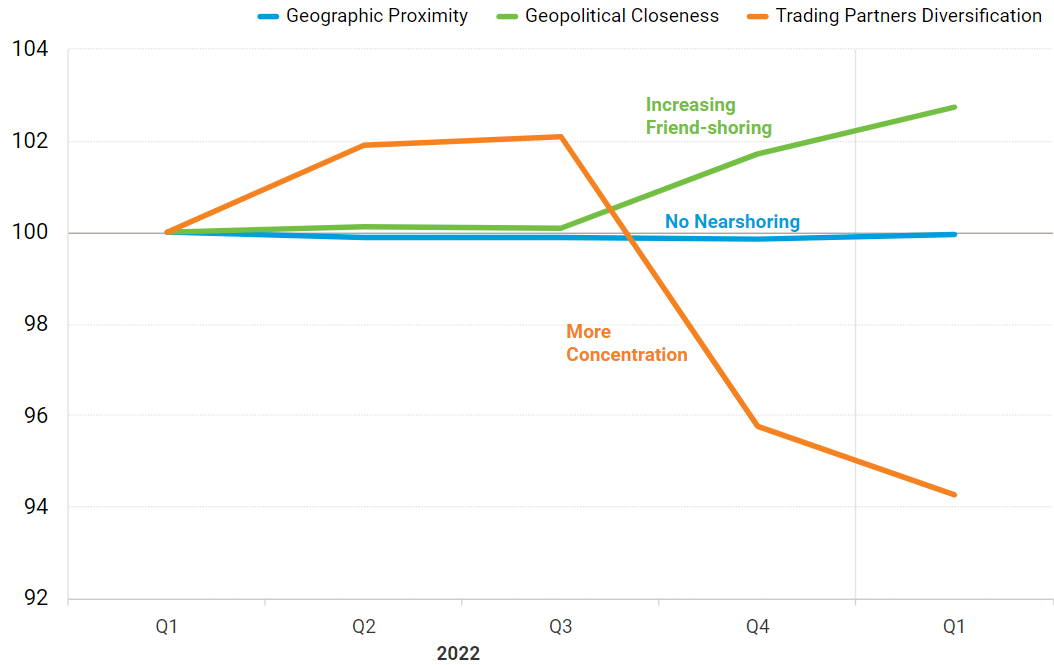 Geographic Proximity Geopolitical Closeness Trading Partners Diversification
104
Increasing
Friend-shoring
102
No Nearshoring
100
98
More
Concentration
96
94
92
Q1 Q2 Q3 Q4 Q1
2022